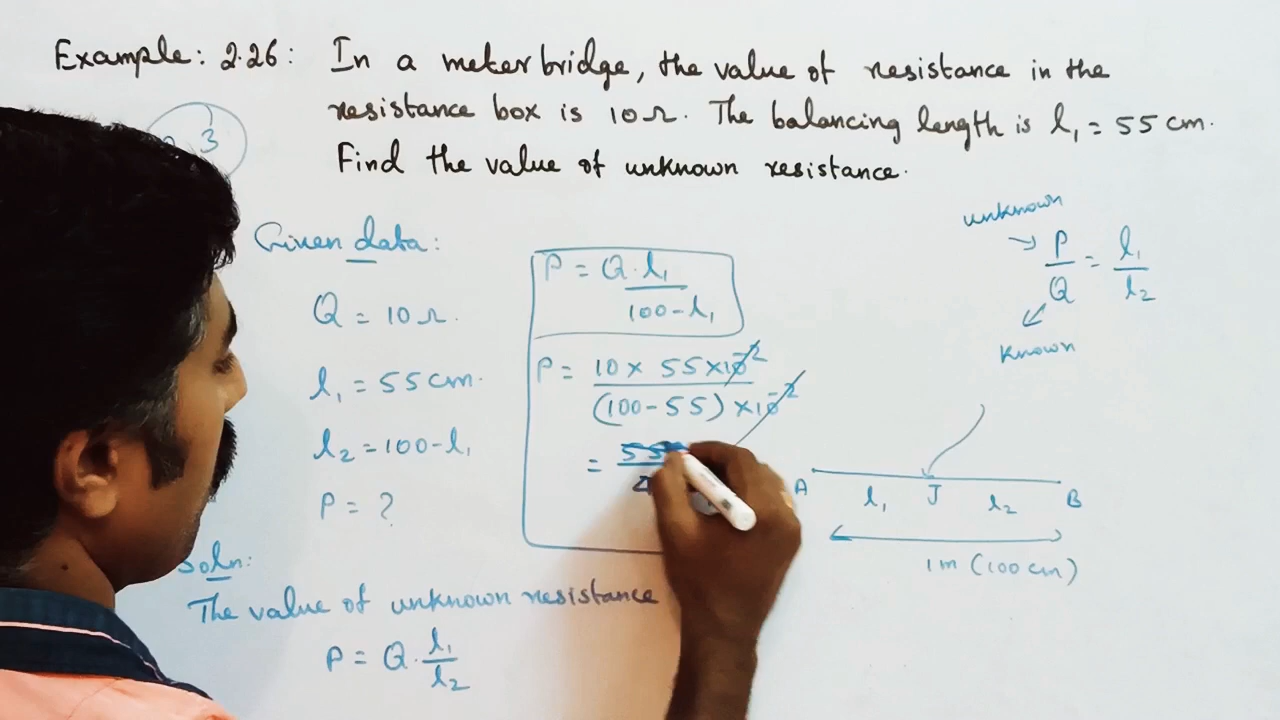 Example: 2.26: In a meter bridge, the value of resistance in the
resistance box is 10Ω. The balancing length is l₁ = 55 cm.
Find the value of unknown resistance.
3
Given data:
Q = 10Ω.
l₁ = 55 cm.
l₂ = 100 - l₁
P = ?
Soln:
The value of unknown resistance
P = Q · l₁ / l₂
P = Q · l₁ / 100 - l₁
P = 10 × 55 × 10⁻² / (100 - 55) × 10⁻²
=
unknown
P / Q = l₁ / l₂
known
A l₁ J l₂ B
1m (100 cm)